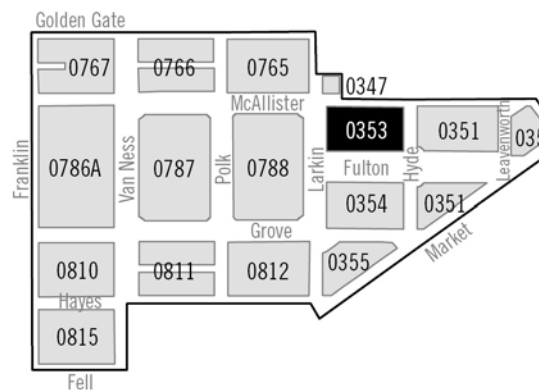 Golden Gate
0767
0766
0765
0347
McAllister
Franklin
Van Ness
Polk
Larkin
Hyde
Leavenworth
0353
0351
035
0786A
0787
0788
Fulton
0354
0351
Grove
Market
0810
0811
0812
0355
Hayes
0815
Fell